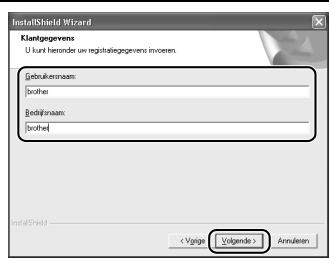 InstallShield Wizard
Klantgegevens
U kunt hieronder uw registratiegegevens invoeren.
Gebruikersnaam:
brother
Bedrijfsnaam:
brother
InstallShield
< Vorige
Volgende >
Annuleren